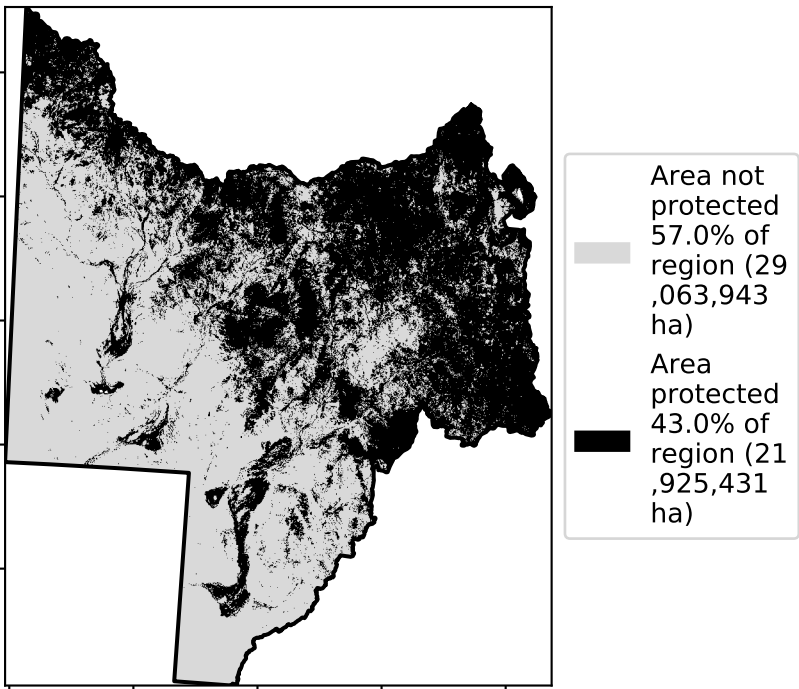 Area not
protected
57.0% of
region (29
,063,943
ha)
Area
protected
43.0% of
region (21
,925,431
ha)